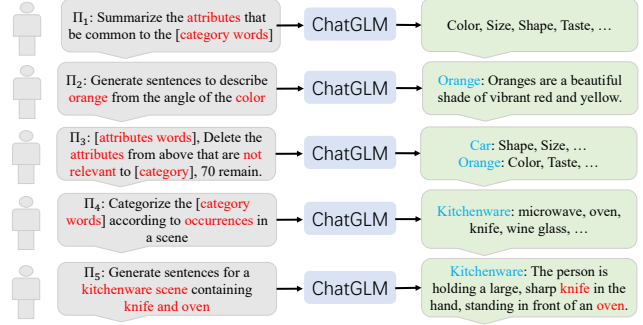 Π₁: Summarize the attributes that
be common to the [category words]
ChatGLM
Color, Size, Shape, Taste, …
Π₂: Generate sentences to describe
orange from the angle of the color
ChatGLM
Orange: Oranges are a beautiful
shade of vibrant red and yellow.
Π₃: [attributes words], Delete the
attributes from above that are not
relevant to [category], 70 remain.
ChatGLM
Car: Shape, Size, …
Orange: Color, Taste, …
Π₄: Categorize the [category
words] according to occurrences in
a scene
ChatGLM
Kitchenware: microwave, oven,
knife, wine glass, …
Π₅: Generate sentences for a
kitchenware scene containing
knife and oven
ChatGLM
Kitchenware: The person is
holding a large, sharp knife in the
hand, standing in front of an oven.